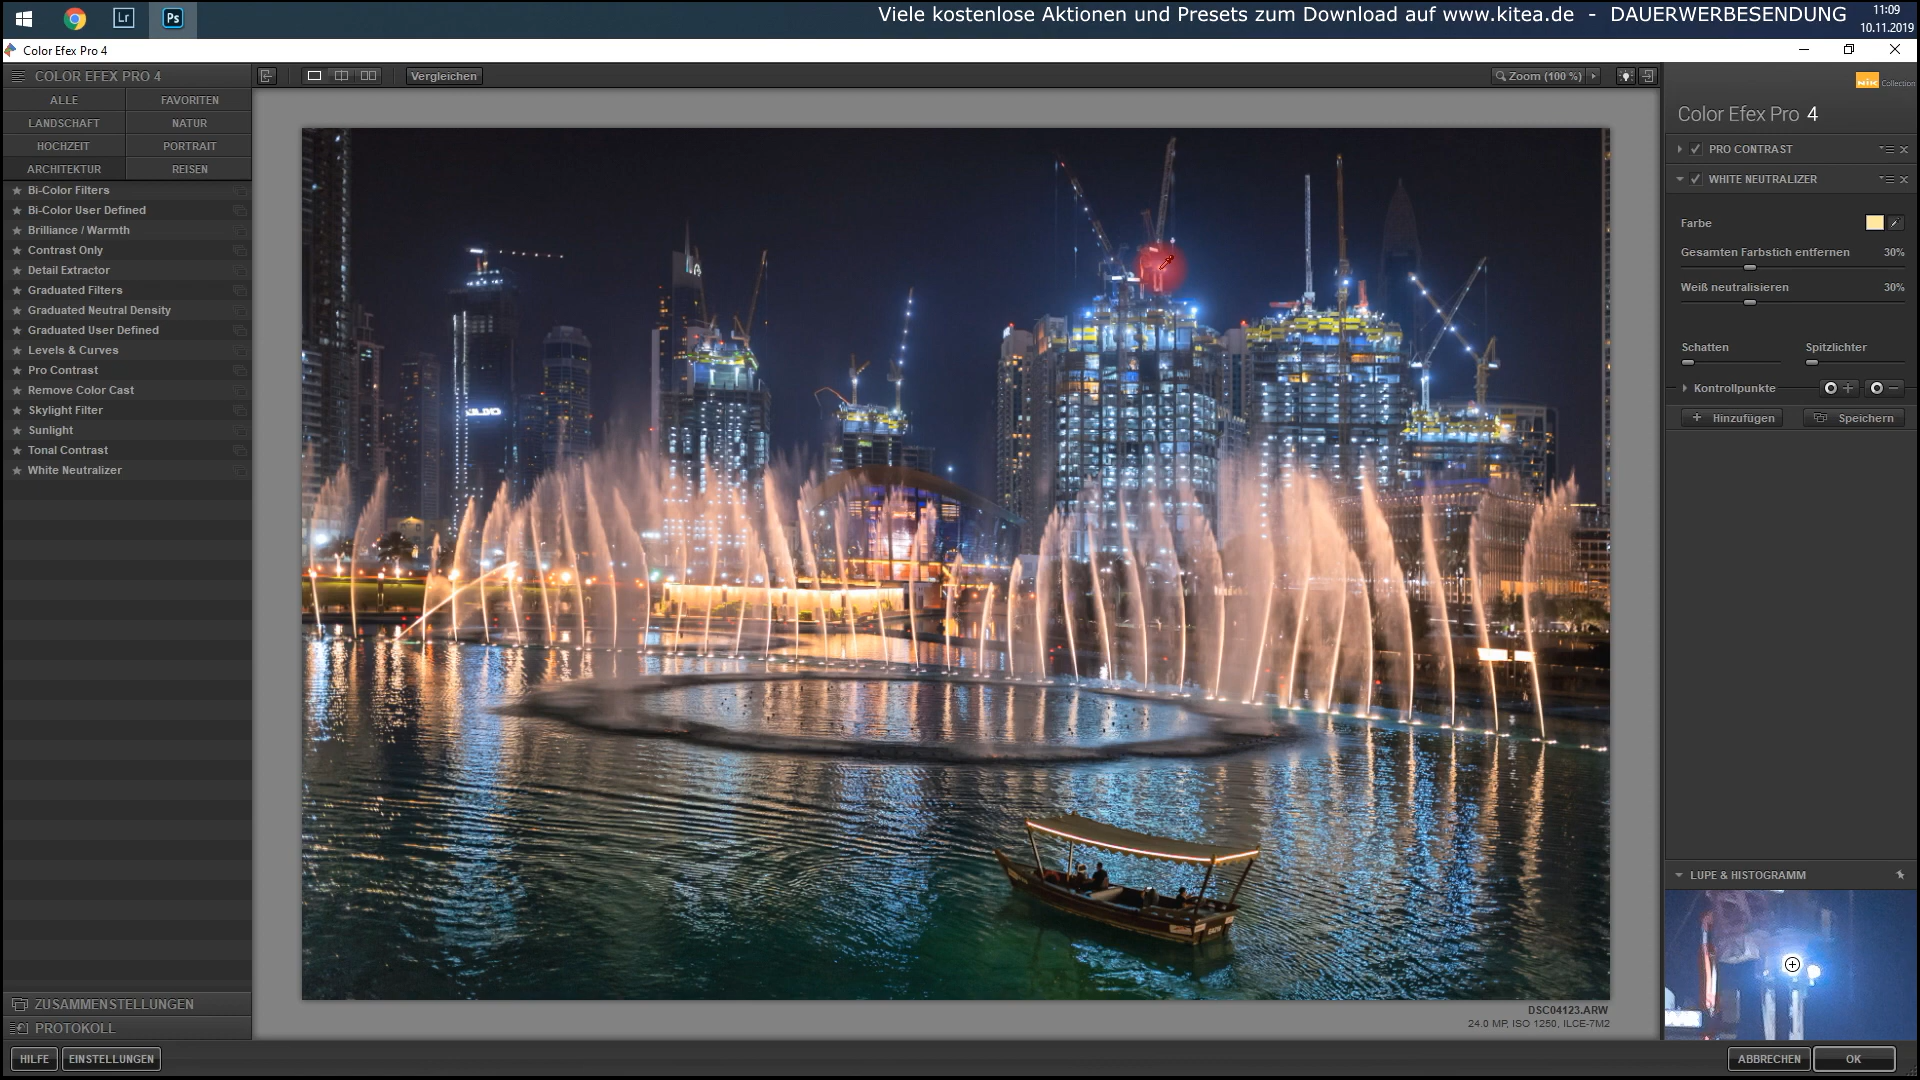 Viele kostenlose Aktionen und Presets zum Download auf www.kitea.de - DAUERWERBESENDUNG
11:09
10.11.2019
Lr
Ps
Color Efex Pro 4
COLOR EFEX PRO 4
Vergleichen
Zoom (100 %)
ALLE
FAVORITEN
LANDSCHAFT
NATUR
HOCHZEIT
PORTRAIT
ARCHITEKTUR
REISEN
Bi-Color Filters
Bi-Color User Defined
Brilliance / Warmth
Contrast Only
Detail Extractor
Graduated Filters
Graduated Neutral Density
Graduated User Defined
Levels & Curves
Pro Contrast
Remove Color Cast
Skylight Filter
Sunlight
Tonal Contrast
White Neutralizer
ZUSAMMENSTELLUNGEN
PROTOKOLL
HILFE
EINSTELLUNGEN
DSC04123.ARW
24.0 MP, ISO 1250, ILCE-7M2
Nik Collection
Color Efex Pro 4
PRO CONTRAST
WHITE NEUTRALIZER
Farbe
Gesamten Farbstich entfernen 30%
Weiß neutralisieren 30%
Schatten
Spitzlichter
Kontrollpunkte
Hinzufügen
Speichern
LUPE & HISTOGRAMM
ABBRECHEN
OK